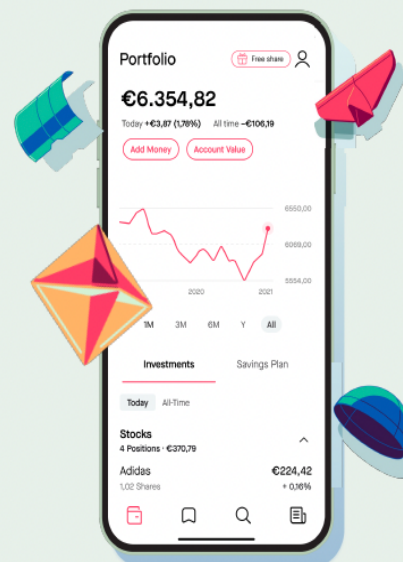 Portfolio
Free share
€6.354,82
Today +€3,87 (1,78%) All time -€106,19
Add Money Account Value
6550,00
6069,00
5554,00
2020 2021
1M 3M 6M Y All
Investments Savings Plan
Today All-Time
Stocks
4 Positions · €370,79
Adidas €224,42
1,02 Shares + 0,16%